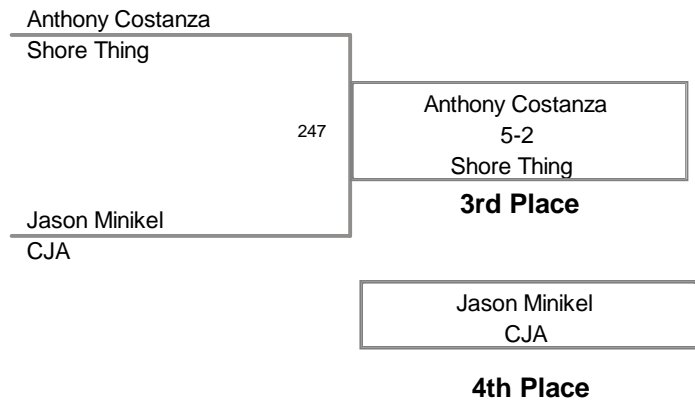 Anthony Costanza
Shore Thing
247
Anthony Costanza
5-2
Shore Thing
3rd Place
Jason Minikel
CJA
Jason Minikel
CJA
4th Place